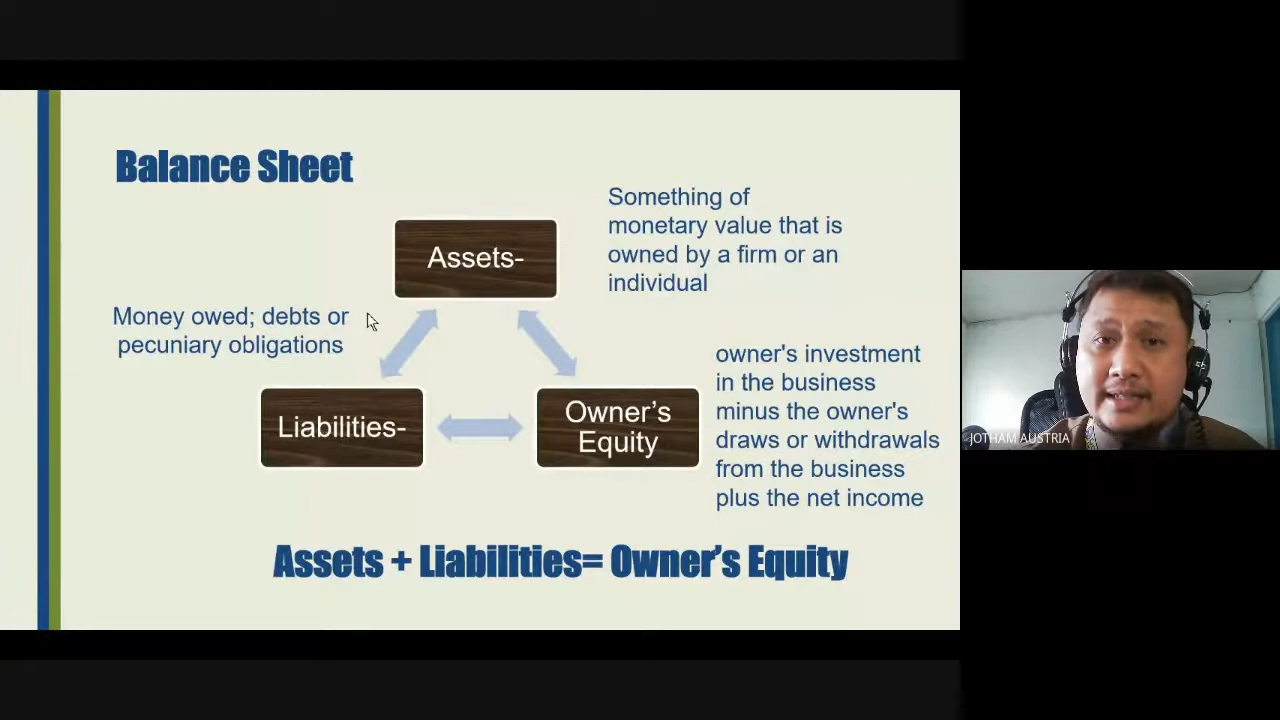 Balance Sheet
Something of
monetary value that is
owned by a firm or an
individual
Assets-
Money owed; debts or
pecuniary obligations
Liabilities-
Owner’s
Equity
owner's investment
in the business
minus the owner's
draws or withdrawals
from the business
plus the net income
Assets + Liabilities= Owner’s Equity
JOTHAM AUSTRIA